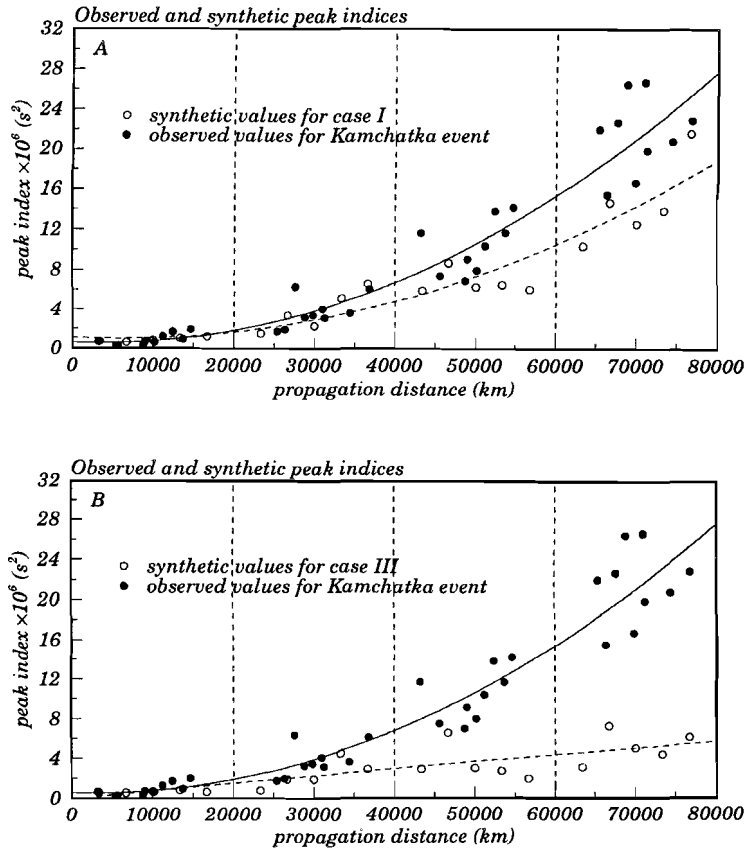 Observed and synthetic peak indices
A
32
28
24
20
16
12
8
4
0
peak index ×10⁶ (s²)
synthetic values for case I
observed values for Kamchatka event
0 10000 20000 30000 40000 50000 60000 70000 80000
propagation distance (km)
Observed and synthetic peak indices
B
32
28
24
20
16
12
8
4
0
peak index ×10⁶ (s²)
synthetic values for case III
observed values for Kamchatka event
0 10000 20000 30000 40000 50000 60000 70000 80000
propagation distance (km)